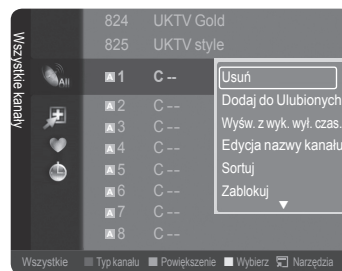 Wszystkie kanały
824 UKTV Gold
825 UKTV style
All
A 1 C --
A 2 C --
A 3 C --
A 4 C --
A 5 C --
A 6 C --
A 7 C --
A 8 C --
Usuń
Dodaj do Ulubionych
Wyśw. z wyk. wył. czas.
Edycja nazwy kanału
Sortuj
Zablokuj
Wszystkie Typ kanału Powiększenie Wybierz Narzędzia